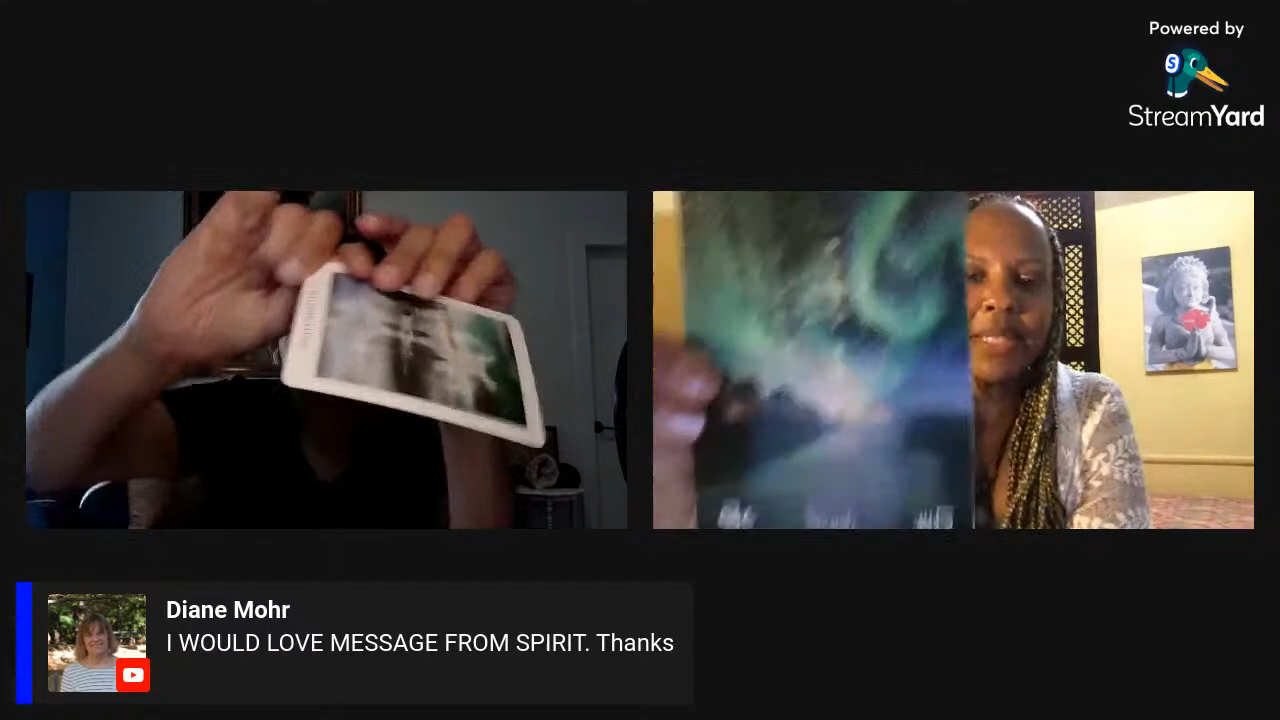 Powered by
StreamYard
Diane Mohr
I WOULD LOVE MESSAGE FROM SPIRIT. Thanks